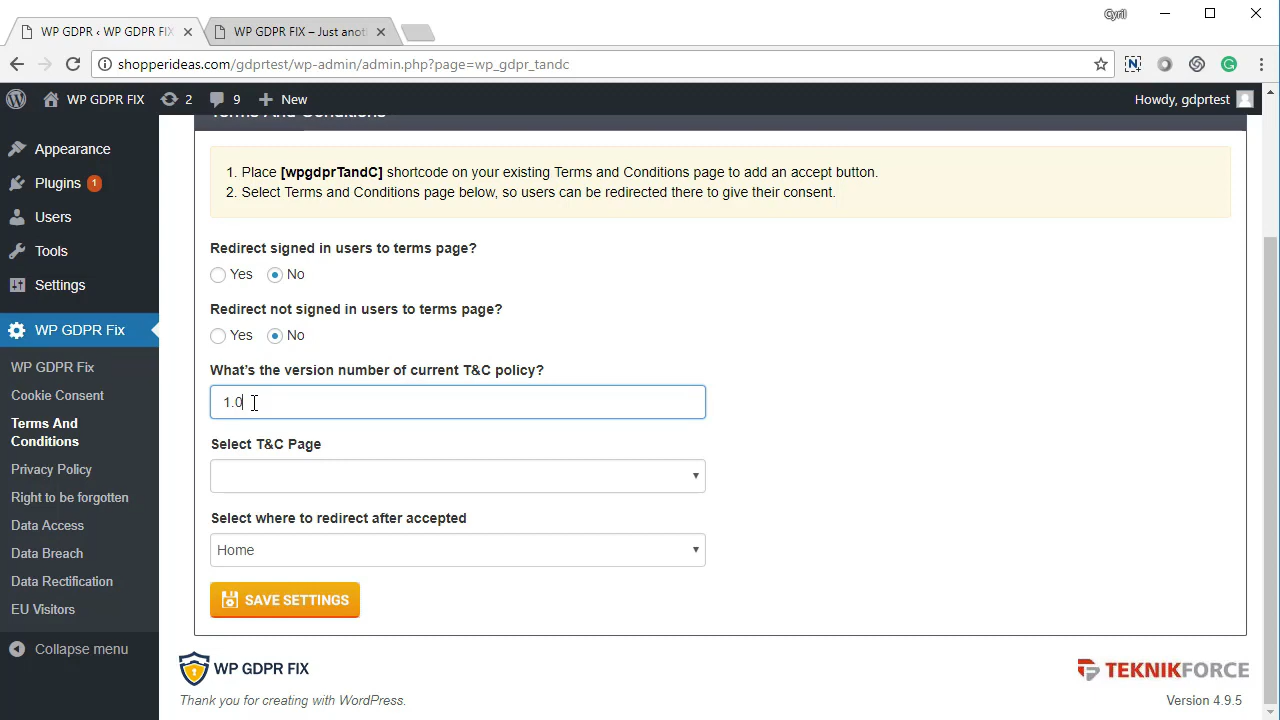 Cyril
WP GDPR ‹ WP GDPR FIX
WP GDPR FIX – Just anot
shopperideas.com/gdprtest/wp-admin/admin.php?page=wp_gdpr_tandc
WP GDPR FIX 2 9 New Howdy, gdprtest
Appearance
Plugins 1
Users
Tools
Settings
WP GDPR Fix
WP GDPR Fix
Cookie Consent
Terms And
Conditions
Privacy Policy
Right to be forgotten
Data Access
Data Breach
Data Rectification
EU Visitors
Collapse menu
Terms And Conditions
1. Place [wpgdprTandC] shortcode on your existing Terms and Conditions page to add an accept button.
2. Select Terms and Conditions page below, so users can be redirected there to give their consent.
Redirect signed in users to terms page?
Yes No
Redirect not signed in users to terms page?
Yes No
What's the version number of current T&C policy?
1.0
Select T&C Page
Select where to redirect after accepted
Home
SAVE SETTINGS
WP GDPR FIX
TEKNIKFORCE
Thank you for creating with WordPress.
Version 4.9.5